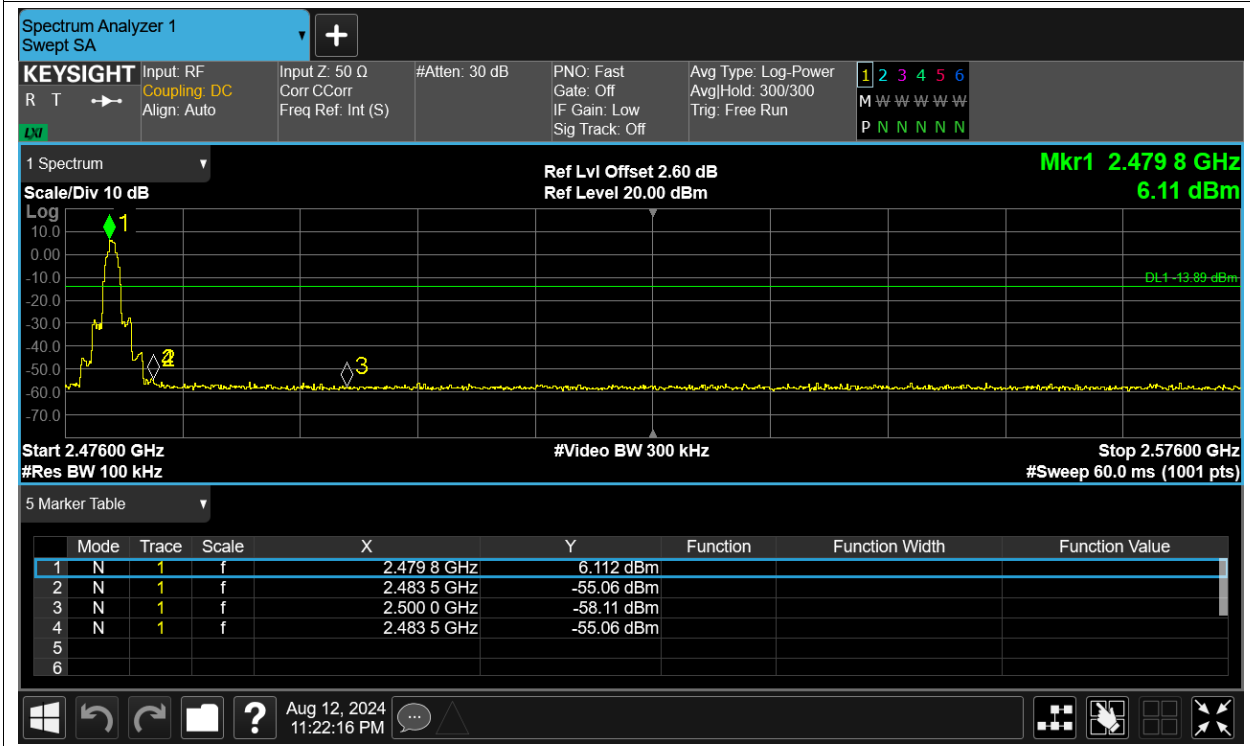 Spectrum Analyzer 1
Swept SA
+
KEYSIGHT
R T
LXI
Input: RF
Coupling: DC
Align: Auto
Input Z: 50 Ω
Corr CCorr
Freq Ref: Int (S)
#Atten: 30 dB
PNO: Fast
Gate: Off
IF Gain: Low
Sig Track: Off
Avg Type: Log-Power
Avg|Hold: 300/300
Trig: Free Run
1 2 3 4 5 6
M W W W W W W
P N N N N N N
1 Spectrum
Scale/Div 10 dB
Ref Lvl Offset 2.60 dB
Ref Level 20.00 dBm
Mkr1 2.479 8 GHz
6.11 dBm
Log
10.0
0.00
-10.0
-20.0
-30.0
-40.0
-50.0
-60.0
-70.0
1
DL1 -13.89 dBm
2
3
Start 2.47600 GHz
#Video BW 300 kHz
Stop 2.57600 GHz
#Res BW 100 kHz
#Sweep 60.0 ms (1001 pts)
5 Marker Table
Mode Trace Scale X Y Function Function Width Function Value
1 N 1 f 2.479 8 GHz 6.112 dBm
2 N 1 f 2.483 5 GHz -55.06 dBm
3 N 1 f 2.500 0 GHz -58.11 dBm
4 N 1 f 2.483 5 GHz -55.06 dBm
5
6
?
Aug 12, 2024
11:22:16 PM